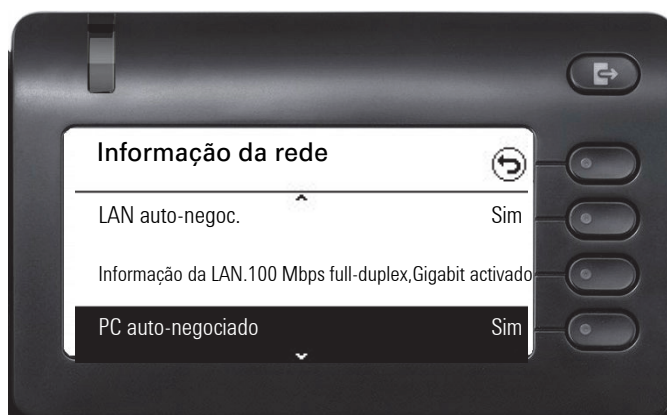 Informação da rede
LAN auto-negoc. Sim
Informação da LAN.100 Mbps full-duplex,Gigabit activado
PC auto-negociado Sim